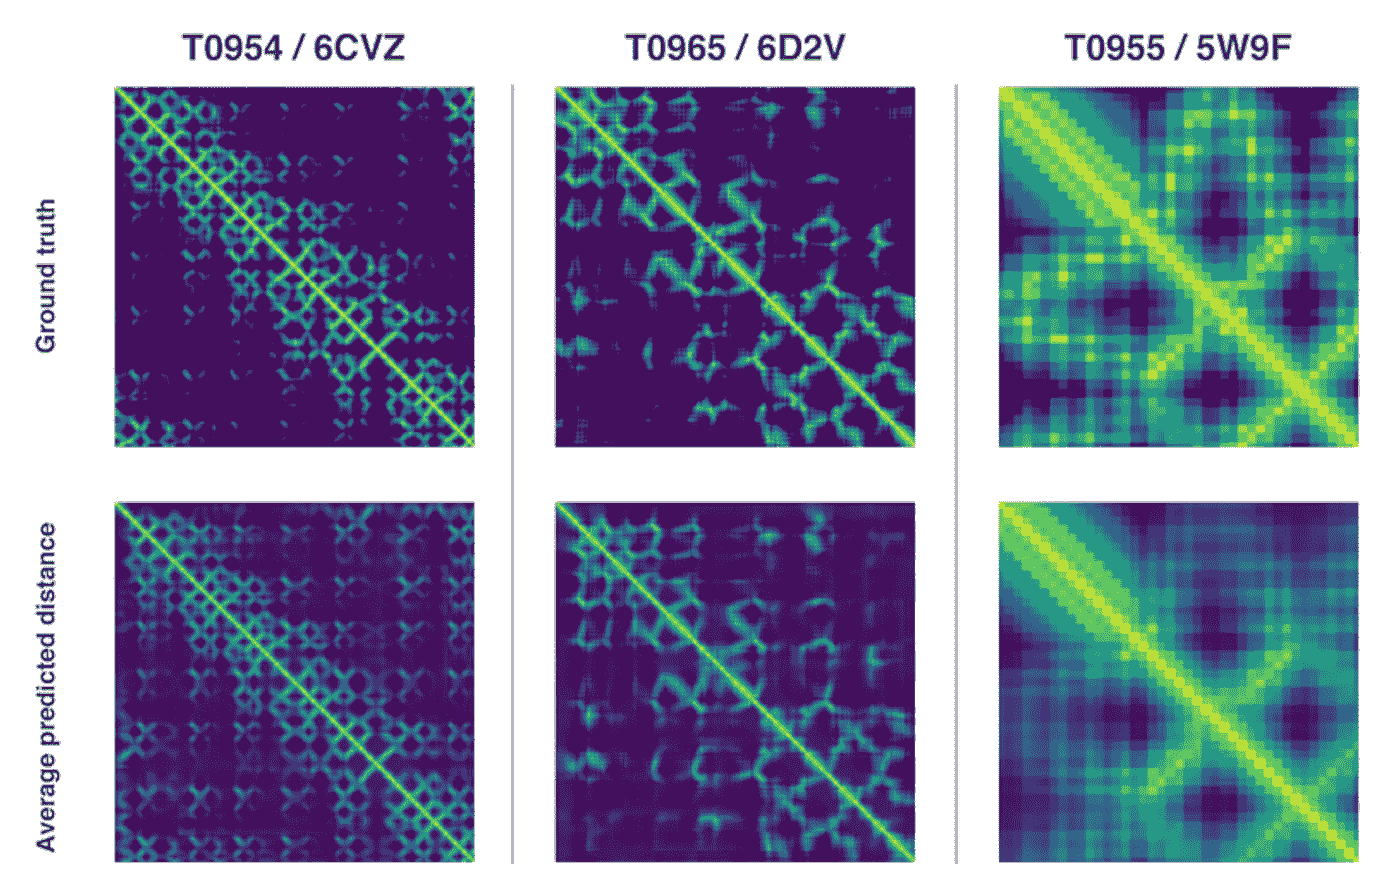 T0954 / 6CVZ
T0965 / 6D2V
T0955 / 5W9F
Ground truth
Average predicted distance